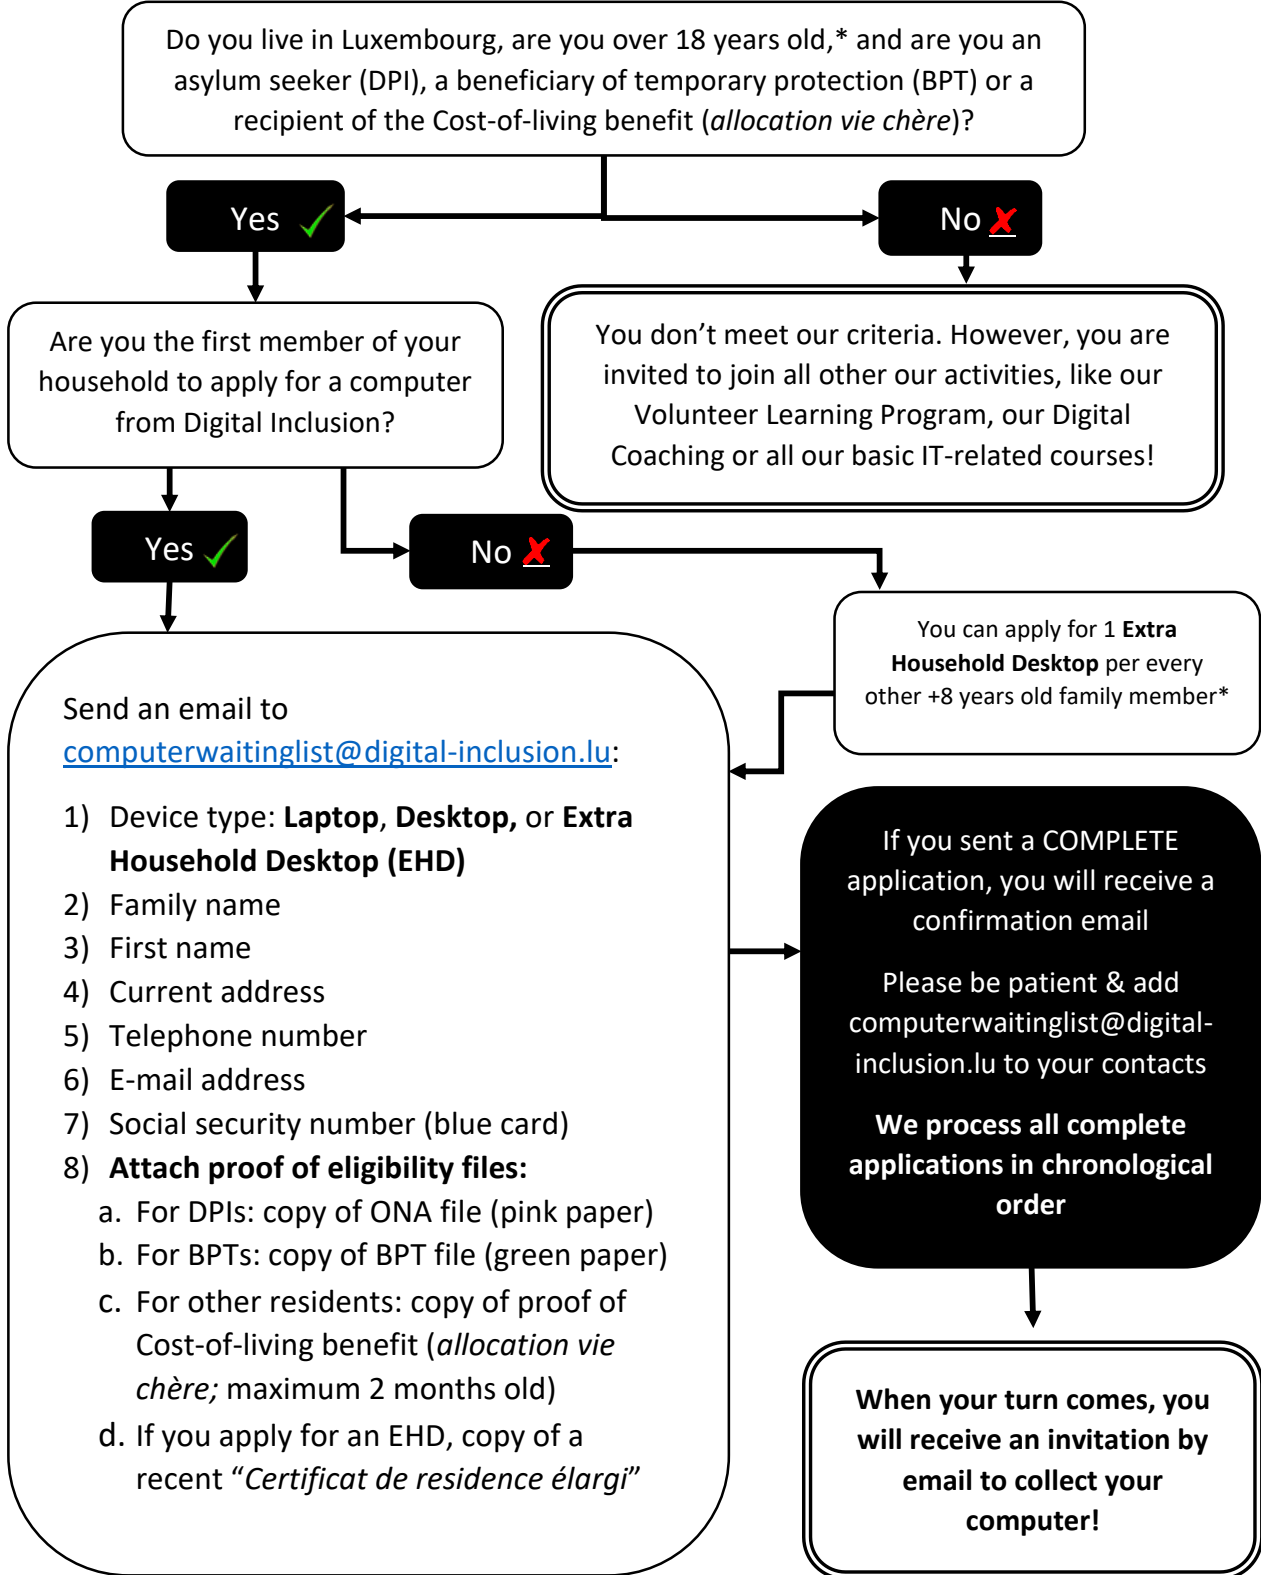 Do you live in Luxembourg, are you over 18 years old,* and are you an
asylum seeker (DPI), a beneficiary of temporary protection (BPT) or a
recipient of the Cost-of-living benefit (allocation vie chère)?
Yes
No
Are you the first member of your
household to apply for a computer
from Digital Inclusion?
You don’t meet our criteria. However, you are
invited to join all other our activities, like our
Volunteer Learning Program, our Digital
Coaching or all our basic IT-related courses!
Yes
No
You can apply for 1 Extra
Household Desktop per every
other +8 years old family member*
Send an email to
computerwaitinglist@digital-inclusion.lu:
1) Device type: Laptop, Desktop, or Extra
Household Desktop (EHD)
2) Family name
3) First name
4) Current address
5) Telephone number
6) E-mail address
7) Social security number (blue card)
8) Attach proof of eligibility files:
a. For DPIs: copy of ONA file (pink paper)
b. For BPTs: copy of BPT file (green paper)
c. For other residents: copy of proof of
Cost-of-living benefit (allocation vie
chère; maximum 2 months old)
d. If you apply for an EHD, copy of a
recent “Certificat de residence élargi”
If you sent a COMPLETE
application, you will receive a
confirmation email
Please be patient & add
computerwaitinglist@digital-
inclusion.lu to your contacts
We process all complete
applications in chronological
order
When your turn comes, you
will receive an invitation by
email to collect your
computer!